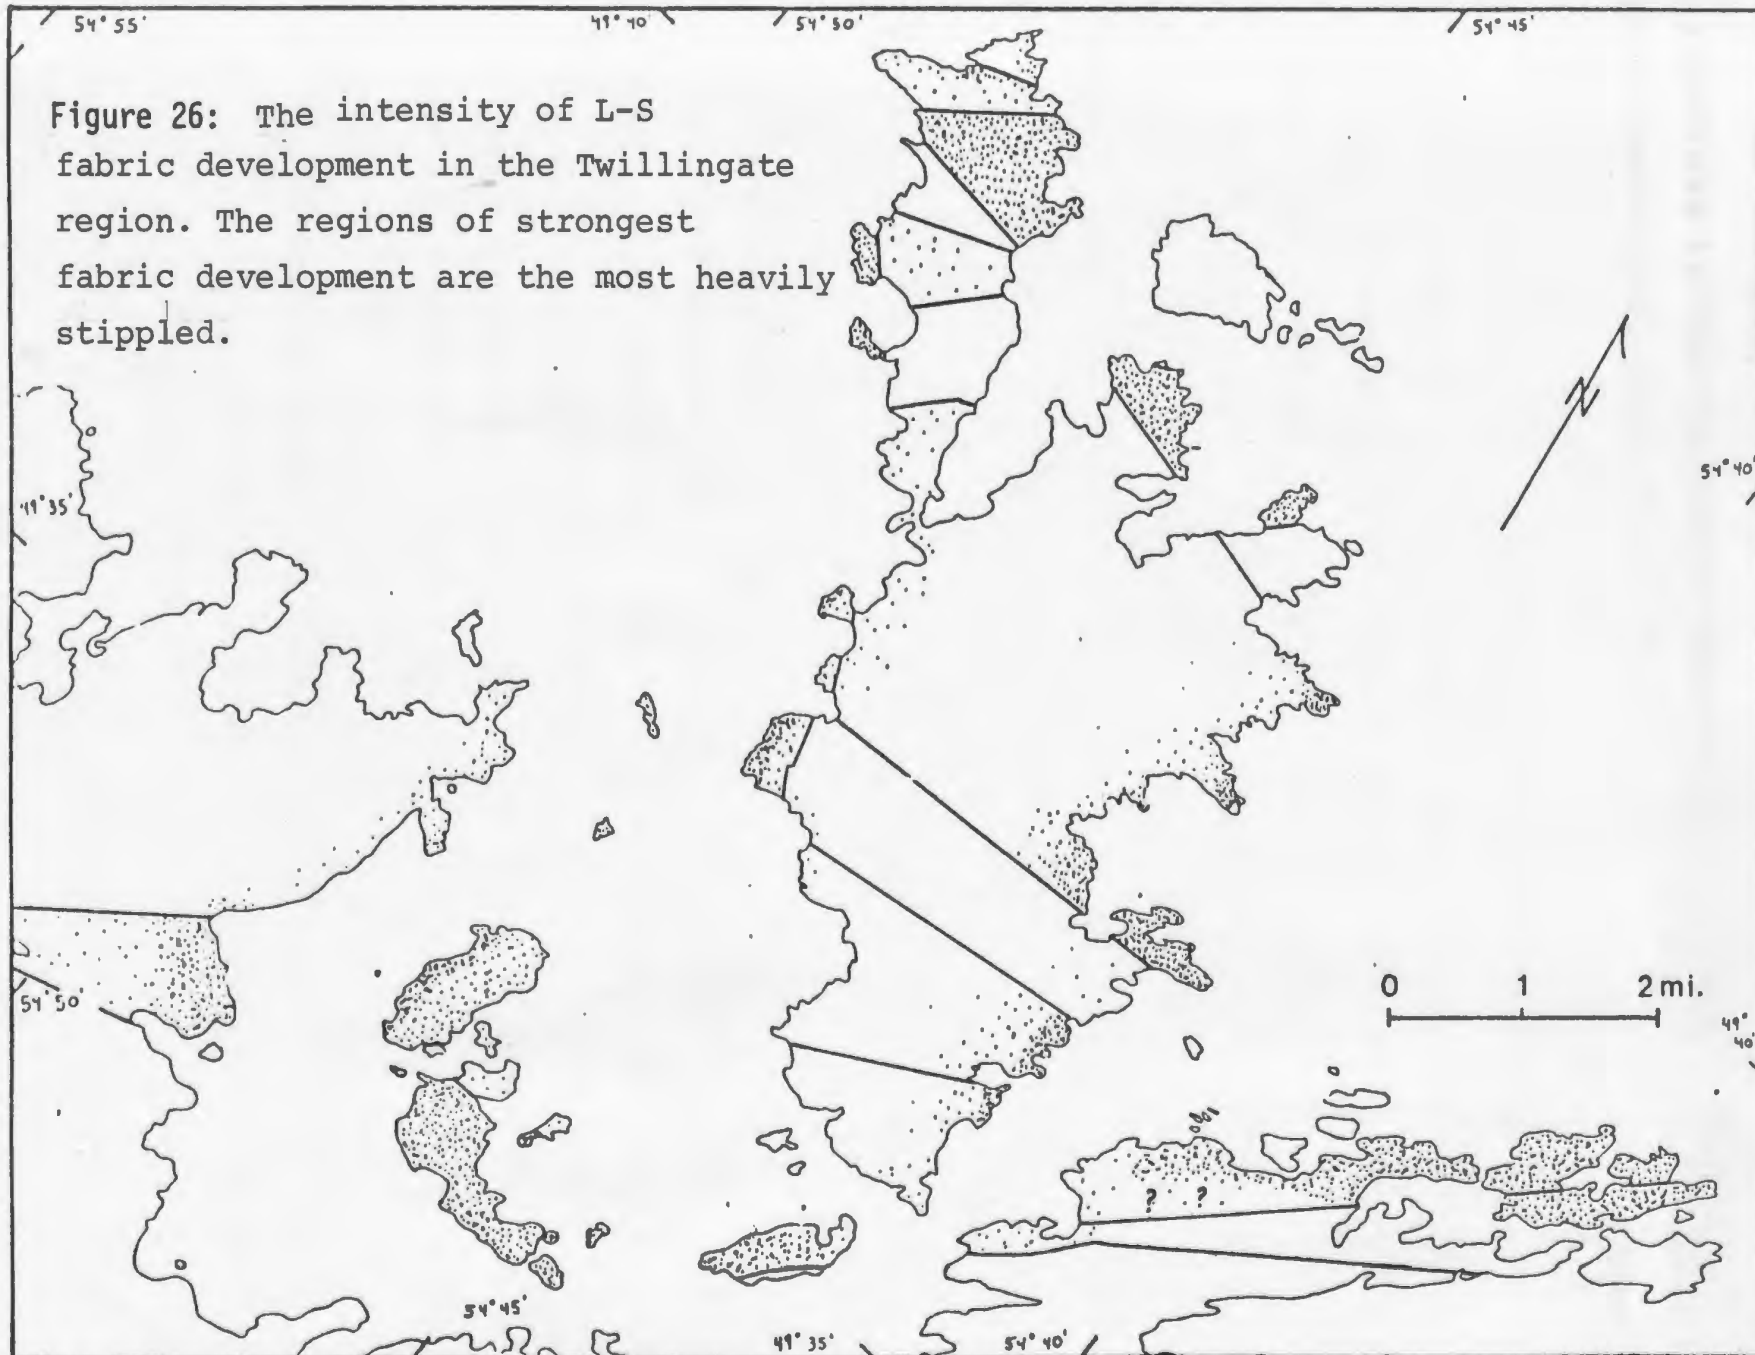 54° 55'
49° 40'
54° 50'
54° 45'
Figure 26: The intensity of L-S
fabric development in the Twillingate
region. The regions of strongest
fabric development are the most heavily
stippled.
N
54° 40'
49° 35'
54° 50'
0 1 2 mi.
49°
40'
? ?
54° 45'
49° 35'
54° 40'